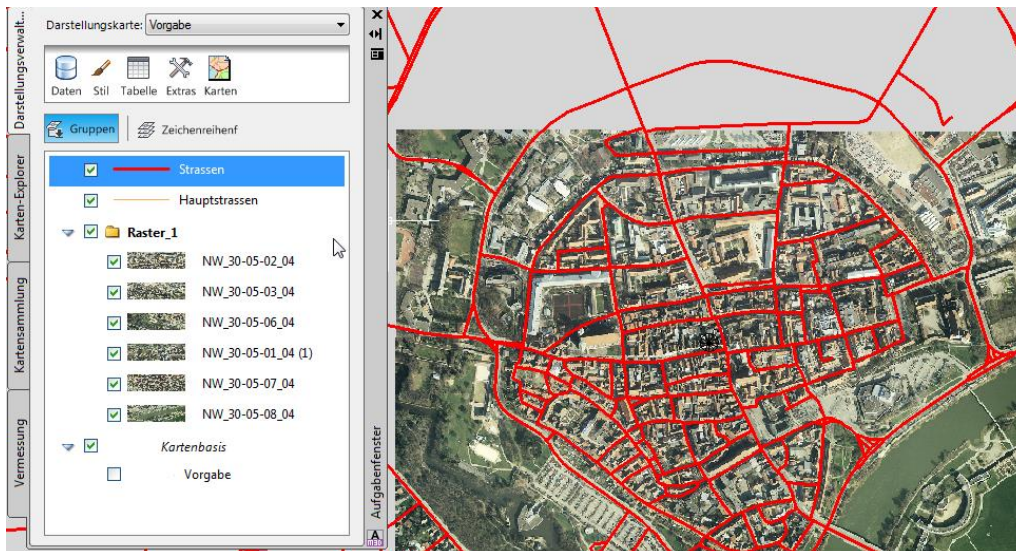 Darstellungsverwalt...
Karten-Explorer
Kartensammlung
Vermessung
Darstellungskarte: Vorgabe
Daten Stil Tabelle Extras Karten
Gruppen Zeichenreihenf
Strassen
Hauptstrassen
Raster_1
NW_30-05-02_04
NW_30-05-03_04
NW_30-05-06_04
NW_30-05-01_04 (1)
NW_30-05-07_04
NW_30-05-08_04
Kartenbasis
Vorgabe
Aufgabenfenster
A